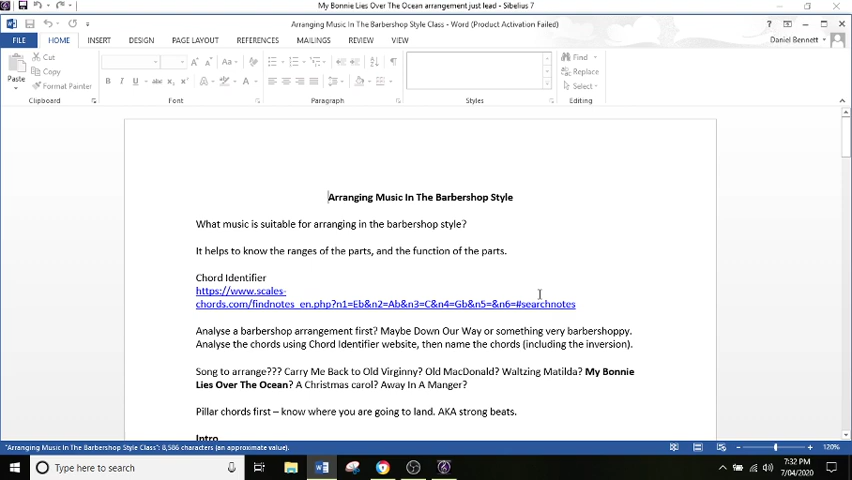 My Bonnie Lies Over The Ocean arrangement just lead - Sibelius 7
Arranging Music In The Barbershop Style Class - Word (Product Activation Failed)
FILE HOME INSERT DESIGN PAGE LAYOUT REFERENCES MAILINGS REVIEW VIEW Daniel Bennett
Cut Find
Copy Replace
Paste Format Painter Select
Clipboard Font Paragraph Styles Editing
Arranging Music In The Barbershop Style
What music is suitable for arranging in the barbershop style?
It helps to know the ranges of the parts, and the function of the parts.
Chord Identifier
https://www.scales-
chords.com/findnotes_en.php?n1=Eb&n2=Ab&n3=C&n4=Gb&n5=&n6=#searchnotes
Analyse a barbershop arrangement first? Maybe Down Our Way or something very barbershoppy.
Analyse the chords using Chord Identifier website, then name the chords (including the inversion).
Song to arrange??? Carry Me Back to Old Virginny? Old MacDonald? Waltzing Matilda? My Bonnie
Lies Over The Ocean? A Christmas carol? Away In A Manger?
Pillar chords first – know where you are going to land. AKA strong beats.
Intro
"Arranging Music In The Barbershop Style Class": 8,586 characters (an approximate value). 120%
Type here to search 7:32 PM
7/04/2020